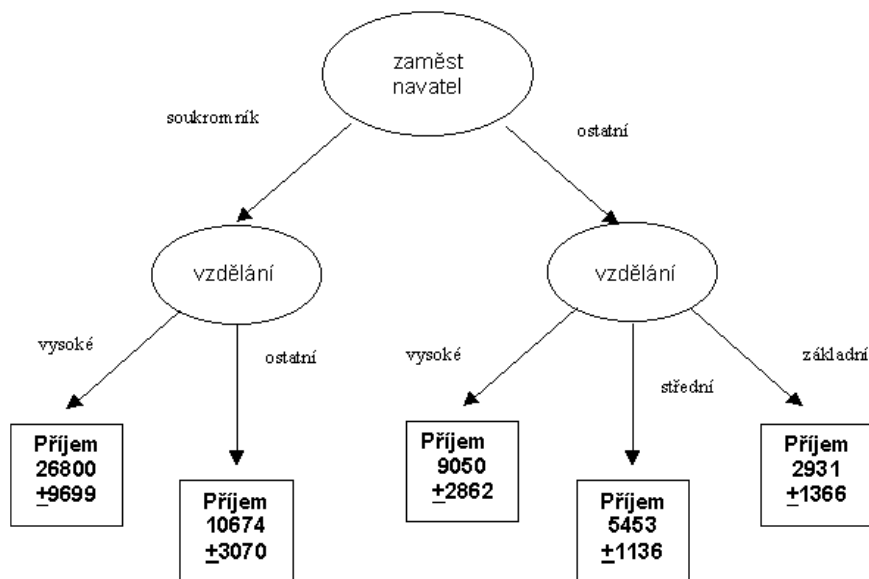 zaměst
navatel
soukromník
ostatní
vzdělání
vzdělání
vysoké
ostatní
vysoké
střední
základní
Příjem
26800
±9699
Příjem
10674
±3070
Příjem
9050
±2862
Příjem
5453
±1136
Příjem
2931
±1366